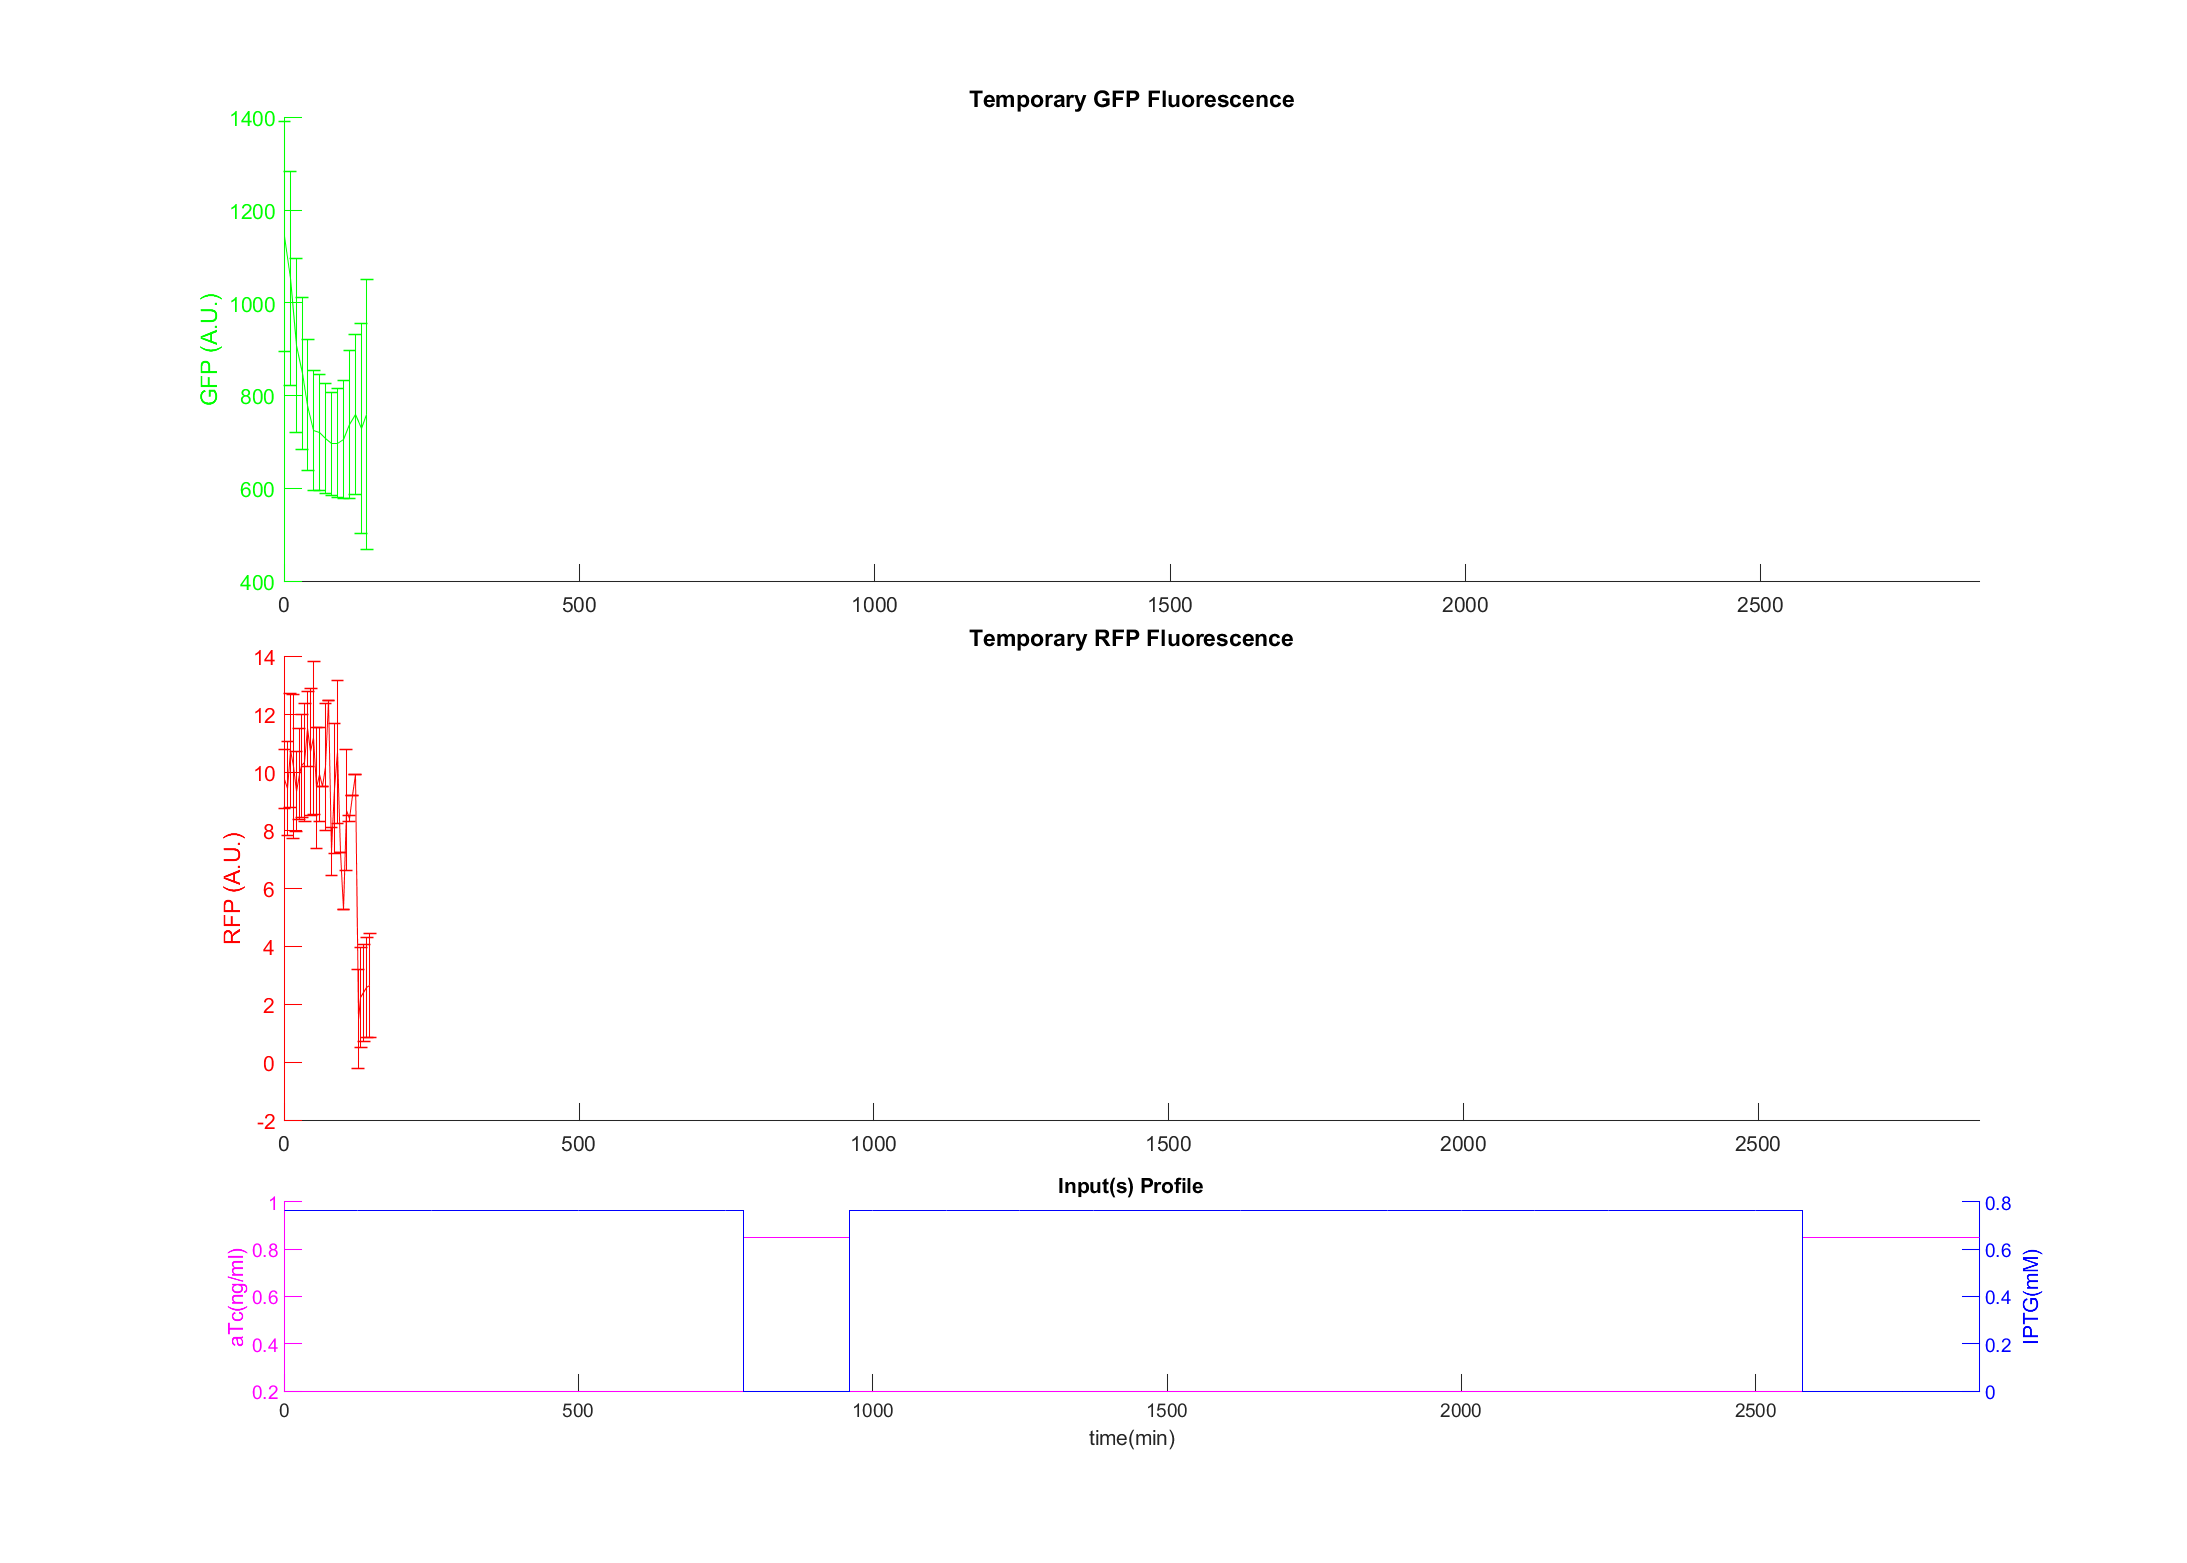 Temporary GFP Fluorescence
1400
1200
1000
800
600
400
GFP (A.U.)
0 500 1000 1500 2000 2500
Temporary RFP Fluorescence
14
12
10
8
6
4
2
0
-2
RFP (A.U.)
0 500 1000 1500 2000 2500
Input(s) Profile
1
0.8
0.6
0.4
0.2
aTc(ng/ml)
0.8
0.6
0.4
0.2
0
IPTG(mM)
0 500 1000 1500 2000 2500
time(min)